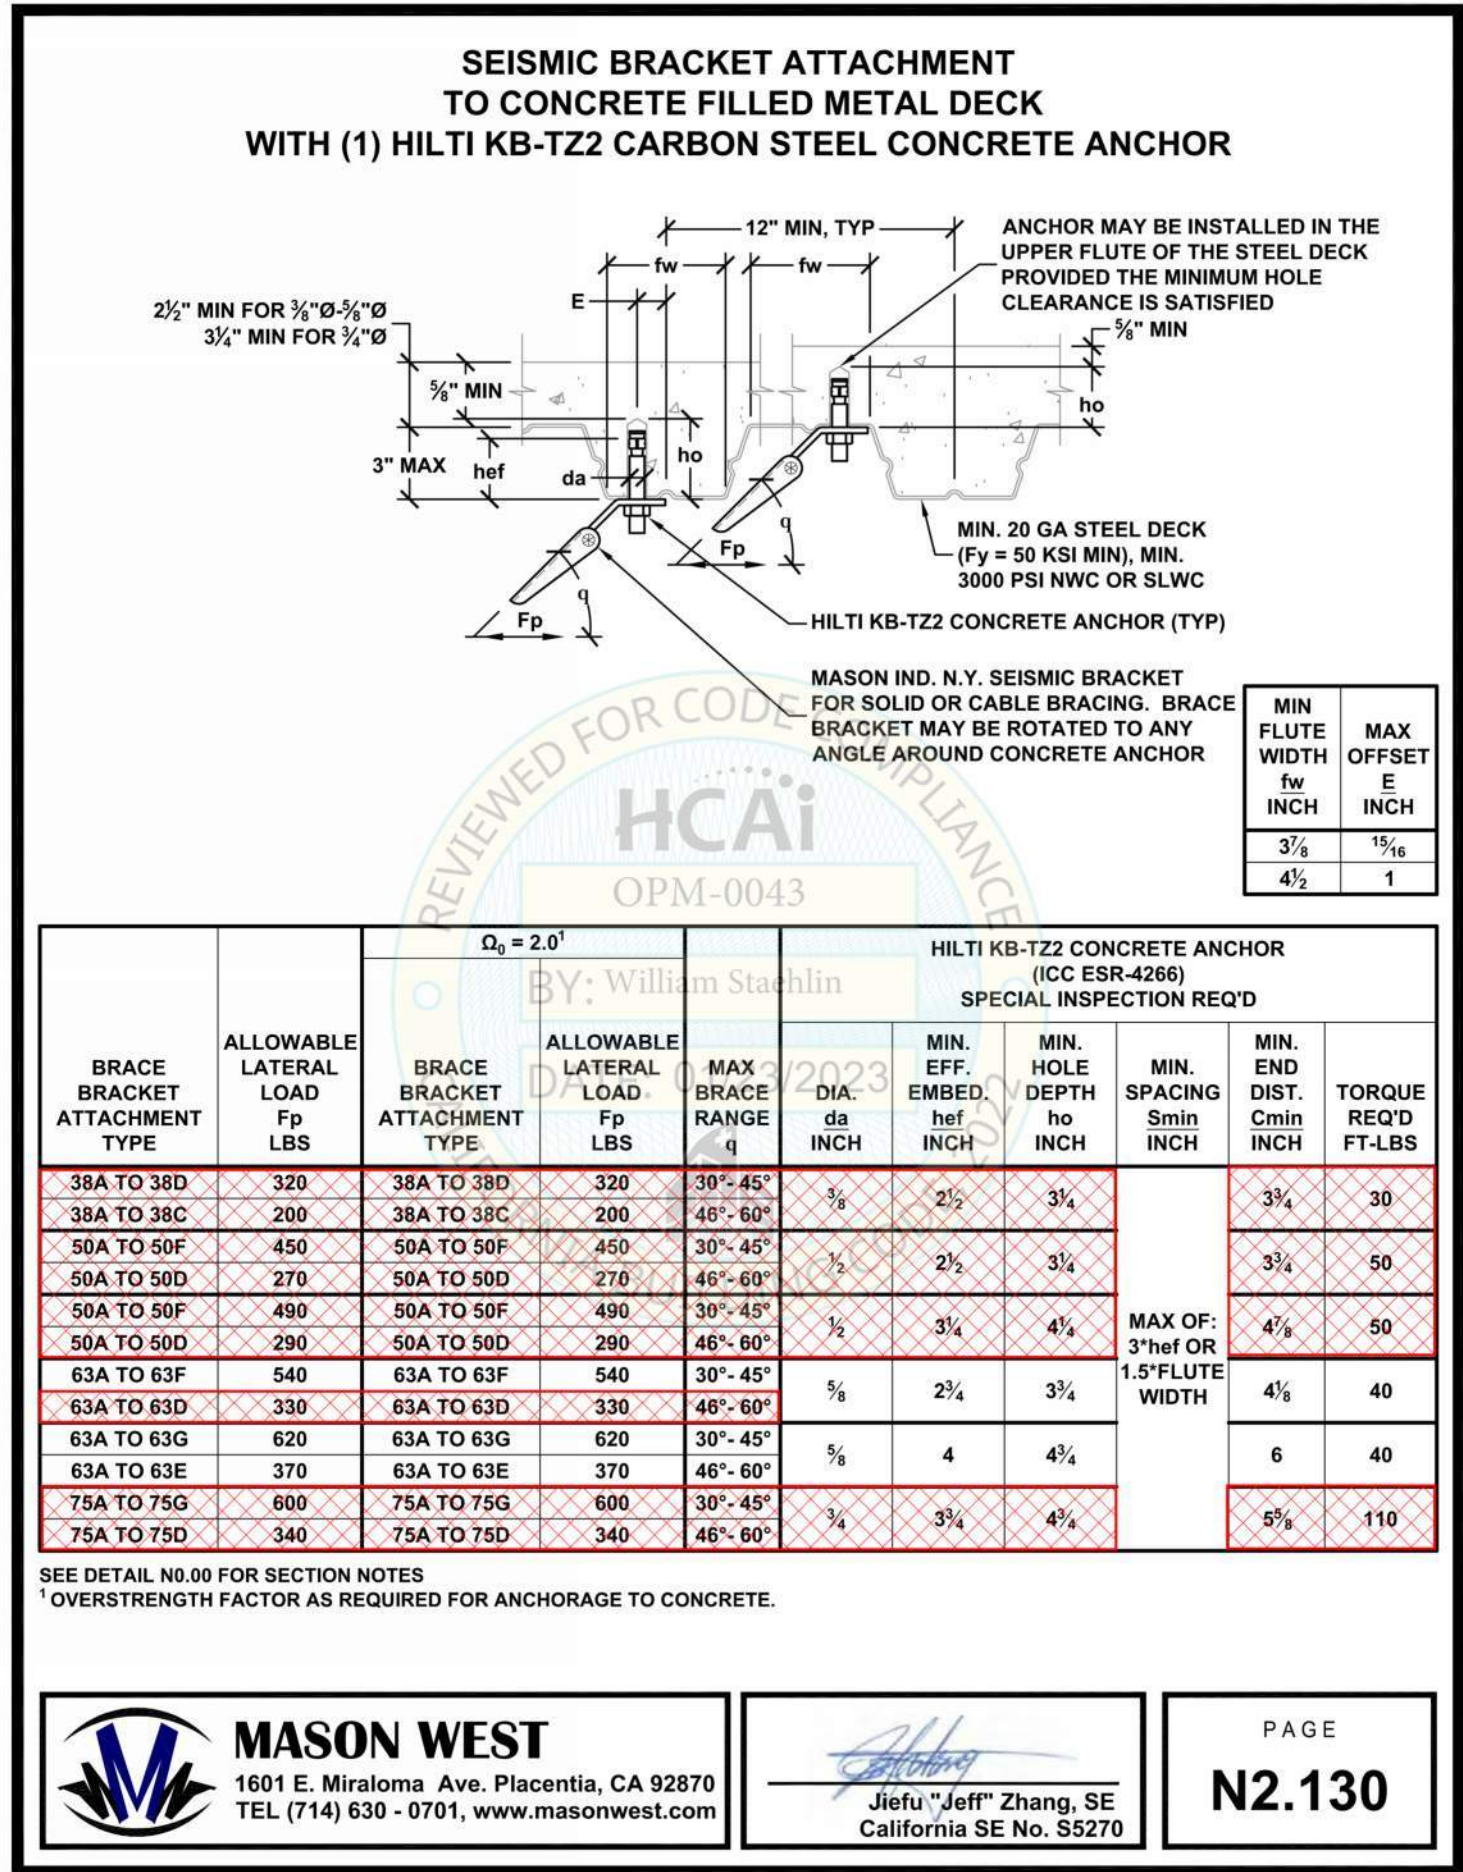 SEISMIC BRACKET ATTACHMENT
TO CONCRETE FILLED METAL DECK
WITH (1) HILTI KB-TZ2 CARBON STEEL CONCRETE ANCHOR
12" MIN, TYP
ANCHOR MAY BE INSTALLED IN THE
UPPER FLUTE OF THE STEEL DECK
PROVIDED THE MINIMUM HOLE
CLEARANCE IS SATISFIED
fw
fw
E
2½" MIN FOR ⅜"Ø-⅝"Ø
3¼" MIN FOR ¾"Ø
⅝" MIN
⅝" MIN
ho
3" MAX
hef
da
ho
q
Fp
q
Fp
MIN. 20 GA STEEL DECK
(Fy = 50 KSI MIN), MIN.
3000 PSI NWC OR SLWC
HILTI KB-TZ2 CONCRETE ANCHOR (TYP)
MASON IND. N.Y. SEISMIC BRACKET
FOR SOLID OR CABLE BRACING. BRACE
BRACKET MAY BE ROTATED TO ANY
ANGLE AROUND CONCRETE ANCHOR
MIN FLUTE WIDTH fw INCH MAX OFFSET E INCH
3⅞ 15/16
4½ 1
REVIEWED FOR CODE COMPLIANCE
HCAi
OPM-0043
BY: William Staehlin
DATE: 01/23/2023
CALIFORNIA BUILDING CODE 2022
Ω₀ = 2.0¹
HILTI KB-TZ2 CONCRETE ANCHOR
(ICC ESR-4266)
SPECIAL INSPECTION REQ'D
BRACE BRACKET ATTACHMENT TYPE
ALLOWABLE LATERAL LOAD Fp LBS
BRACE BRACKET ATTACHMENT TYPE
ALLOWABLE LATERAL LOAD Fp LBS
MAX BRACE RANGE q
DIA. da INCH
MIN. EFF. EMBED. hef INCH
MIN. HOLE DEPTH ho INCH
MIN. SPACING Smin INCH
MIN. END DIST. Cmin INCH
TORQUE REQ'D FT-LBS
38A TO 38D 320 38A TO 38D 320 30°- 45° ⅜ 2½ 3¼ 3¾ 30
38A TO 38C 200 38A TO 38C 200 46°- 60°
50A TO 50F 450 50A TO 50F 450 30°- 45° ½ 2½ 3¼ 3¾ 50
50A TO 50D 270 50A TO 50D 270 46°- 60°
50A TO 50F 490 50A TO 50F 490 30°- 45° ½ 3¼ 4¼ 4⅞ 50
50A TO 50D 290 50A TO 50D 290 46°- 60°
MAX OF:
3*hef OR
1.5*FLUTE
WIDTH
63A TO 63F 540 63A TO 63F 540 30°- 45° ⅝ 2¾ 3¾ 4⅛ 40
63A TO 63D 330 63A TO 63D 330 46°- 60°
63A TO 63G 620 63A TO 63G 620 30°- 45° ⅝ 4 4¾ 6 40
63A TO 63E 370 63A TO 63E 370 46°- 60°
75A TO 75G 600 75A TO 75G 600 30°- 45° ¾ 3¾ 4¾ 5⅝ 110
75A TO 75D 340 75A TO 75D 340 46°- 60°
SEE DETAIL N0.00 FOR SECTION NOTES
¹ OVERSTRENGTH FACTOR AS REQUIRED FOR ANCHORAGE TO CONCRETE.
MASON WEST
1601 E. Miraloma Ave. Placentia, CA 92870
TEL (714) 630 - 0701, www.masonwest.com
Jiefu "Jeff" Zhang, SE
California SE No. S5270
PAGE
N2.130